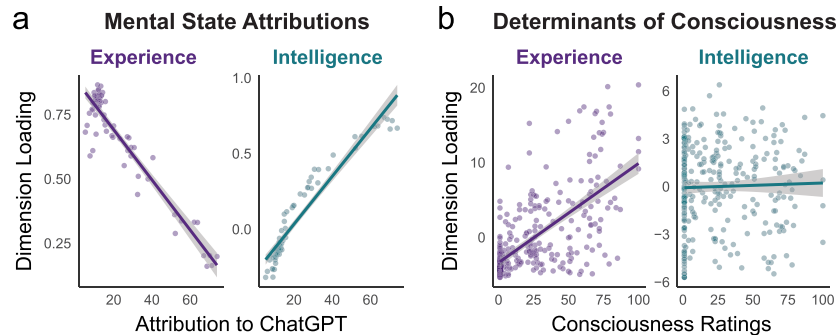 a Mental State Attributions
Experience Intelligence
Dimension Loading
0.75
0.50
0.25
20 40 60
1.0
0.5
0.0
20 40 60
Attribution to ChatGPT
b Determinants of Consciousness
Experience Intelligence
Dimension Loading
20
10
0
0 25 50 75 100
6
3
0
−3
−6
0 25 50 75 100
Consciousness Ratings